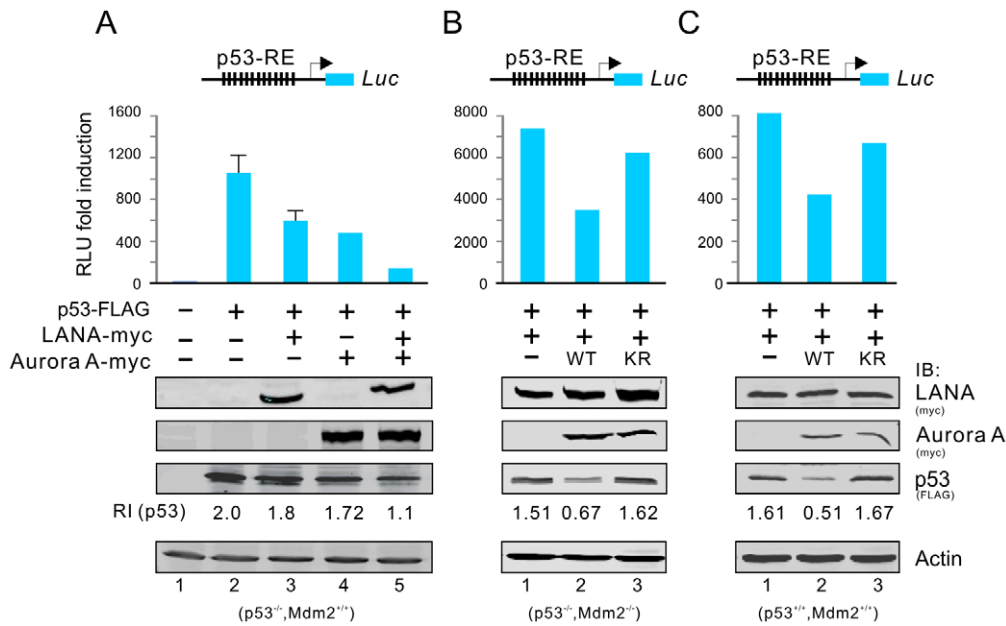 A B C
p53-RE Luc p53-RE Luc p53-RE Luc
RLU fold induction
1600
1200
800
400
0
8000
6000
4000
2000
0
800
600
400
200
0
p53-FLAG − + + + + + + + + + +
LANA-myc − − + − + + + + + + +
Aurora A-myc − − − + + − WT KR − WT KR
IB:
LANA
(myc)
Aurora A
(myc)
p53
(FLAG)
RI (p53) 2.0 1.8 1.72 1.1 1.51 0.67 1.62 1.61 0.51 1.67
Actin
1 2 3 4 5 1 2 3 1 2 3
(p53-/-,Mdm2+/+) (p53-/-,Mdm2-/-) (p53+/+,Mdm2+/+)